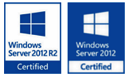 Windows
Server 2012 R2
Certified
Windows
Server 2012
Certified